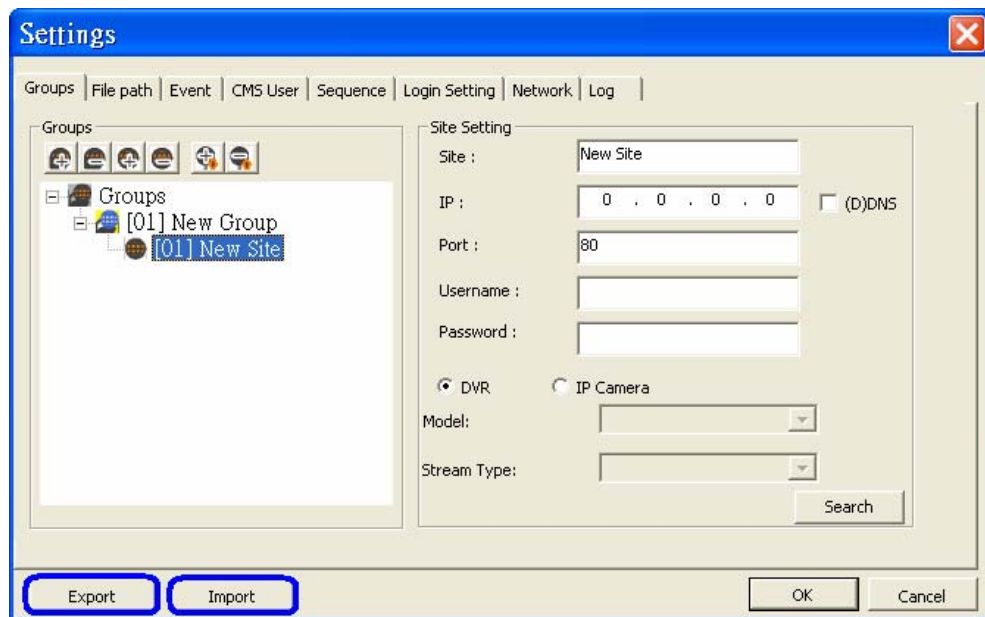 Settings
Groups File path Event CMS User Sequence Login Setting Network Log
Groups
Groups
[01] New Group
[01] New Site
Site Setting
Site : New Site
IP : 0 . 0 . 0 . 0 (D)DNS
Port : 80
Username :
Password :
DVR IP Camera
Model:
Stream Type:
Search
Export Import OK Cancel